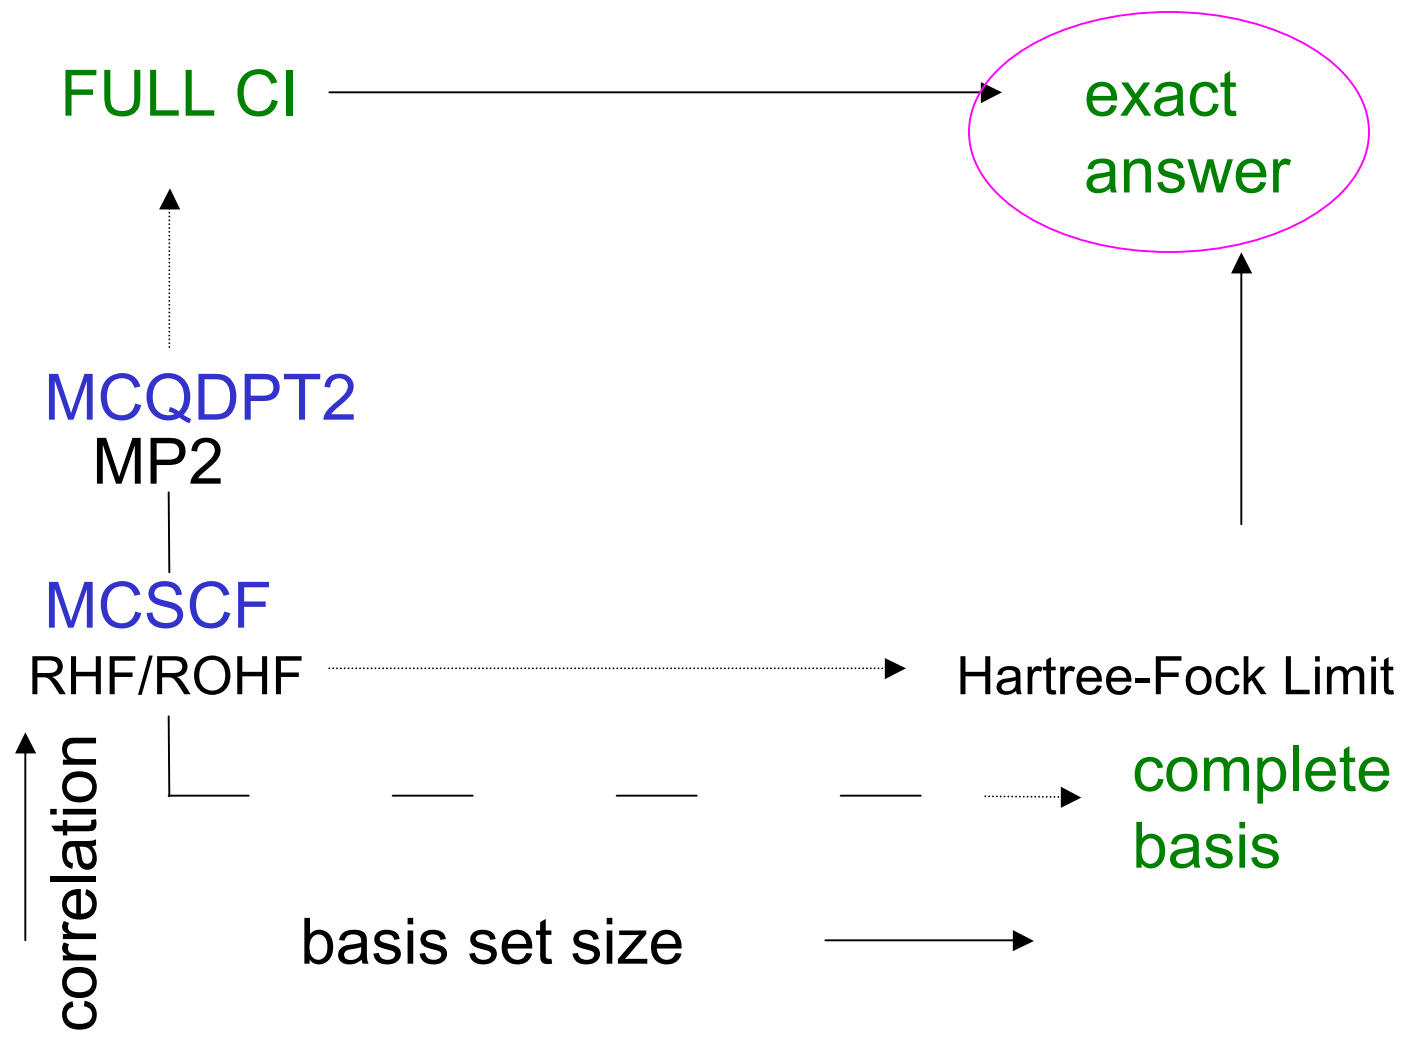 FULL CI
exact
answer
MCQDPT2
MP2
MCSCF
RHF/ROHF
Hartree-Fock Limit
correlation
complete
basis
basis set size